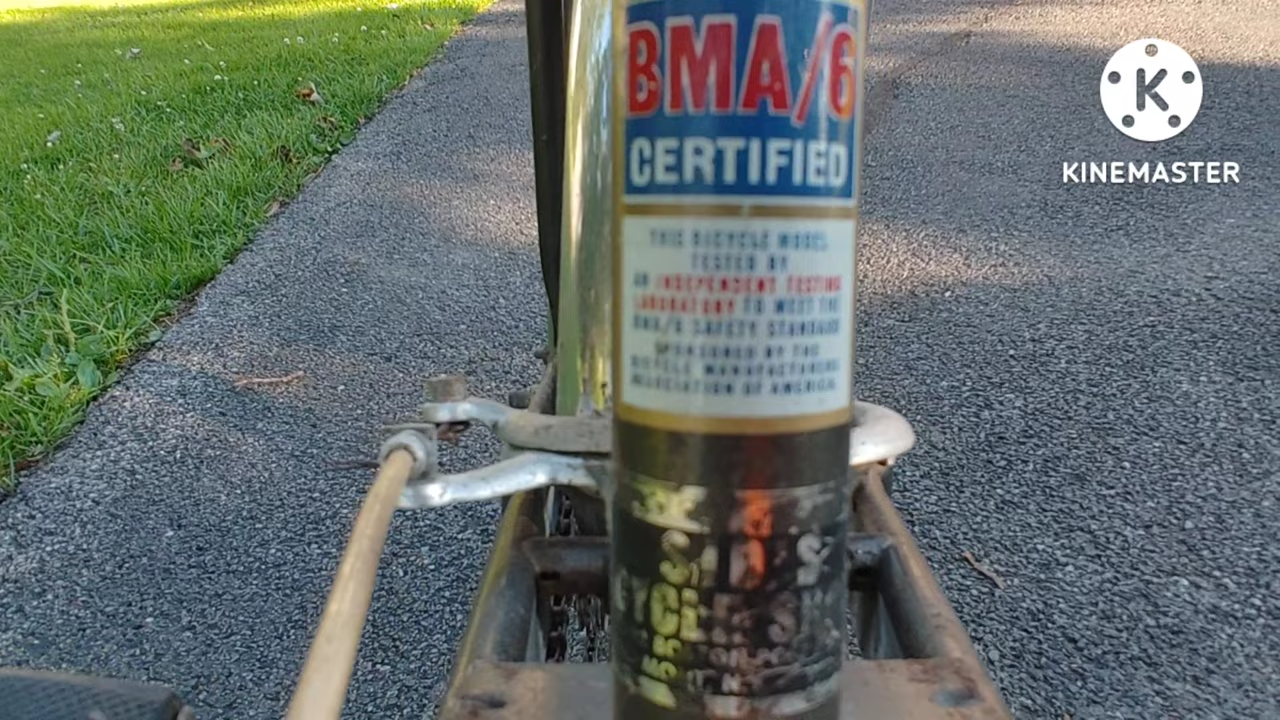 BMA/6
CERTIFIED
THIS BICYCLE MODEL
TESTED BY
AN INDEPENDENT TESTING
LABORATORY TO MEET THE
BMA/6 SAFETY STANDARD
SPONSORED BY THE
BICYCLE MANUFACTURERS
ASSOCIATION OF AMERICA
K
KINEMASTER